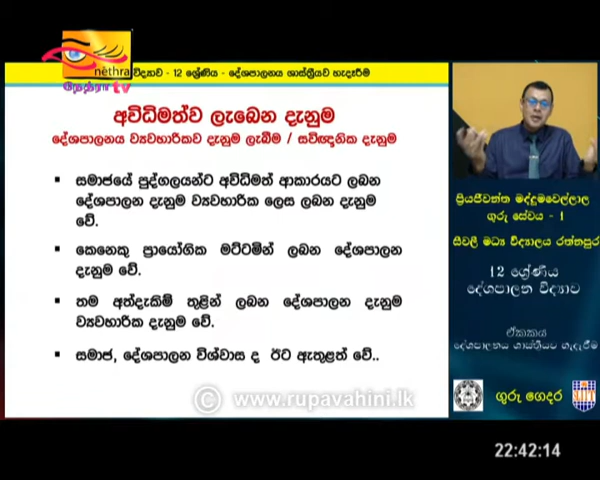 nethra
நேத்ரா tv
විද්‍යාව - 12 ශ්‍රේණිය - දේශපාලනය ශාස්ත්‍රීයව හැදෑරීම
අවිධිමත්ව ලැබෙන දැනුම
දේශපාලනය ව්‍යවහාරිකව දැනුම ලැබීම / සවිඥානික දැනුම
▪ සමාජයේ පුද්ගලයන්ට අවිධිමත් ආකාරයට ලබන
දේශපාලන දැනුම ව්‍යවහාරික ලෙස ලබන දැනුම
වේ.
▪ කෙනෙකු ප්‍රායෝගික මට්ටමින් ලබන දේශපාලන
දැනුම වේ.
▪ තම අත්දැකීම් තුළින් ලබන දේශපාලන දැනුම
ව්‍යවහාරික දැනුම වේ.
▪ සමාජ, දේශපාලන විශ්වාස ද ඊට ඇතුළත් වේ..
© www.rupavahini.lk
ප්‍රියජීවන්ත මද්දුමවෙල්ලාල
ගුරු සේවය - 1
සීවලී මධ්‍ය විද්‍යාලය රත්නපුර
12 ශ්‍රේණිය
දේශපාලන විද්‍යාව
ඒකකය
දේශපාලනය ශාස්ත්‍රීයව හැදෑරීම
ගුරු ගෙදර
22:42:14